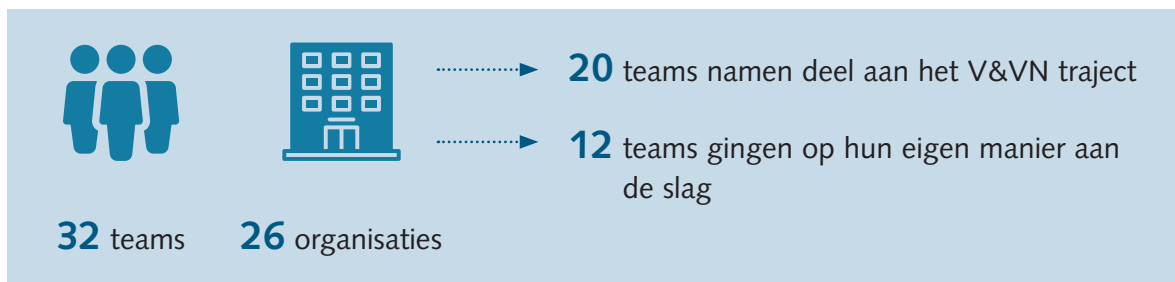 20 teams namen deel aan het V&VN traject
12 teams gingen op hun eigen manier aan
de slag
32 teams
26 organisaties